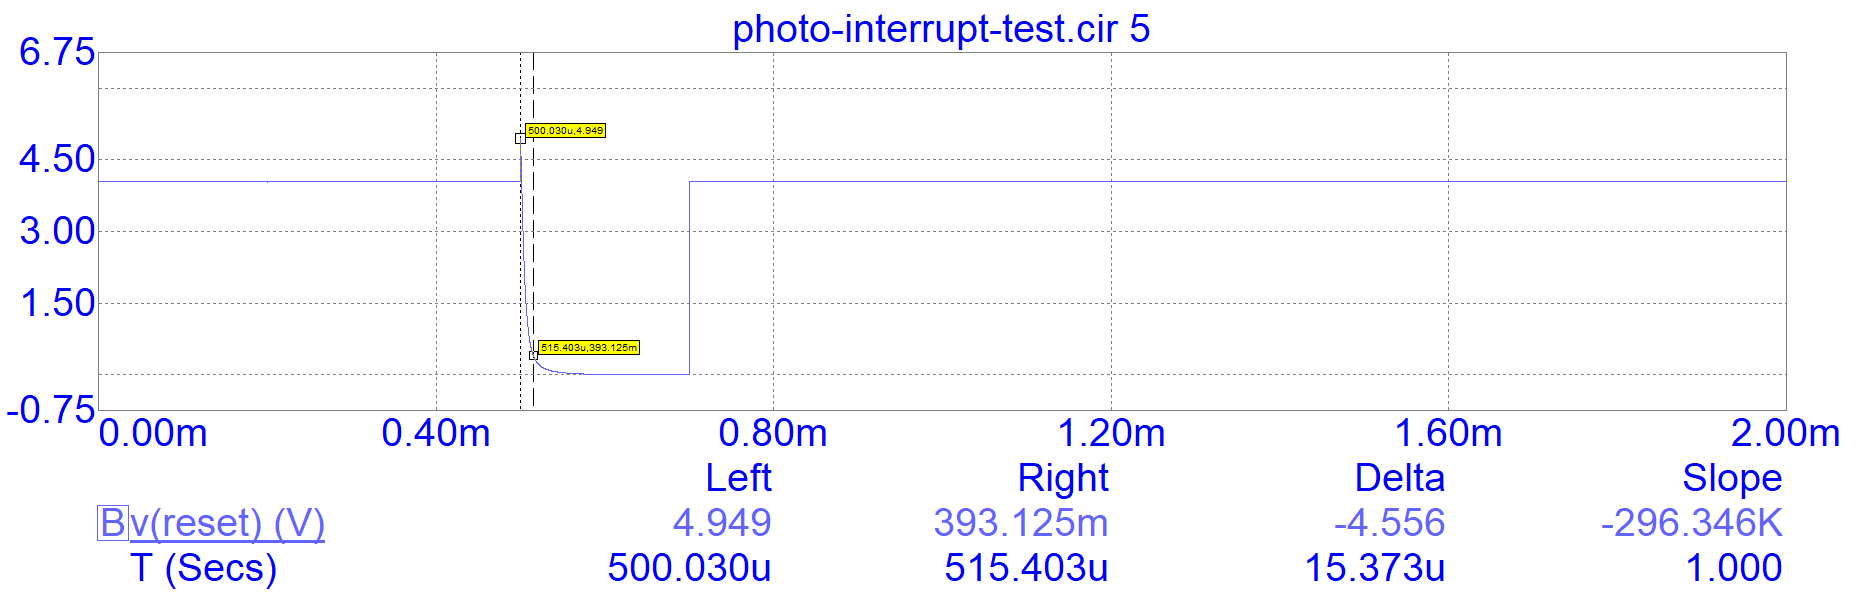 photo-interrupt-test.cir 5
6.75
500.030u,4.949
4.50
3.00
1.50
515.403u,393.125m
-0.75
0.00m 0.40m 0.80m 1.20m 1.60m 2.00m
Left Right Delta Slope
B v(reset) (V) 4.949 393.125m -4.556 -296.346K
T (Secs) 500.030u 515.403u 15.373u 1.000